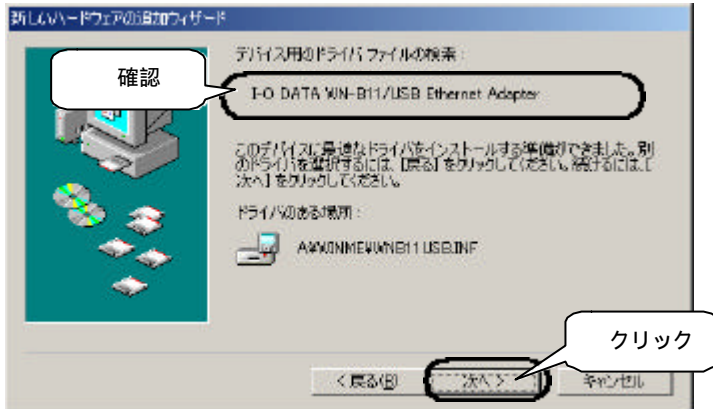 新しいハードウェアの追加ウィザード
デバイス用のドライバ ファイルの検索 :
確認
I-O DATA WN-B11/USB Ethernet Adapter
このデバイスに最適なドライバをインストールする準備ができました。別
のドライバを選択するには、[戻る] をクリックしてください。続けるには、[
次へ] をクリックしてください。
ドライバのある場所 :
A:¥WINME¥WNB11USB.INF
クリック
< 戻る(B)
次へ >
キャンセル